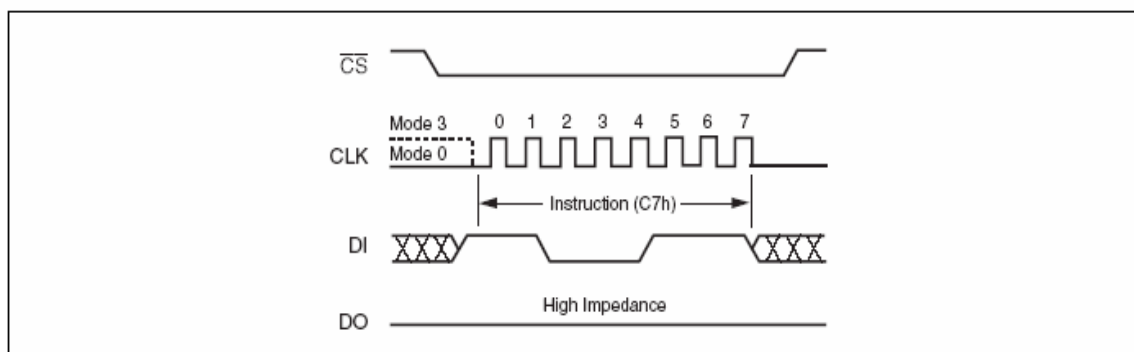 CS
Mode 3
0 1 2 3 4 5 6 7
CLK
Mode 0
Instruction (C7h)
DI
High Impedance
DO